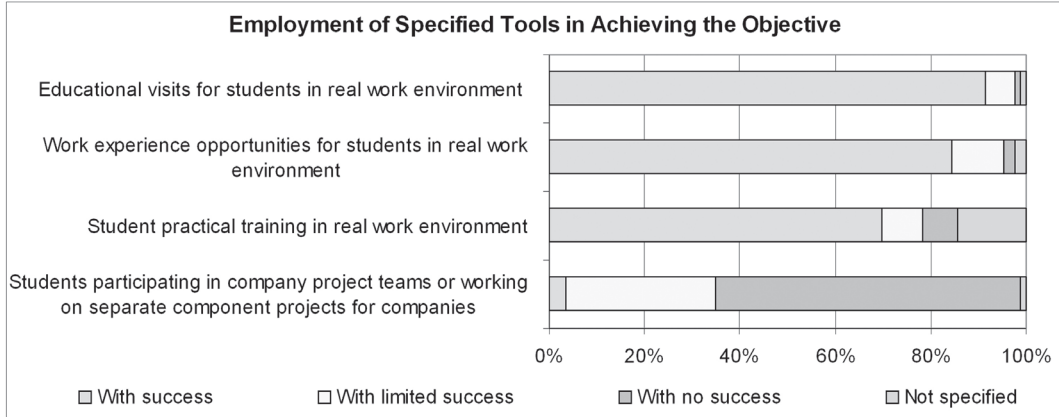 Employment of Specified Tools in Achieving the Objective
Educational visits for students in real work environment
Work experience opportunities for students in real work
environment
Student practical training in real work environment
Students participating in company project teams or working
on separate component projects for companies
0% 20% 40% 60% 80% 100%
With success With limited success With no success Not specified